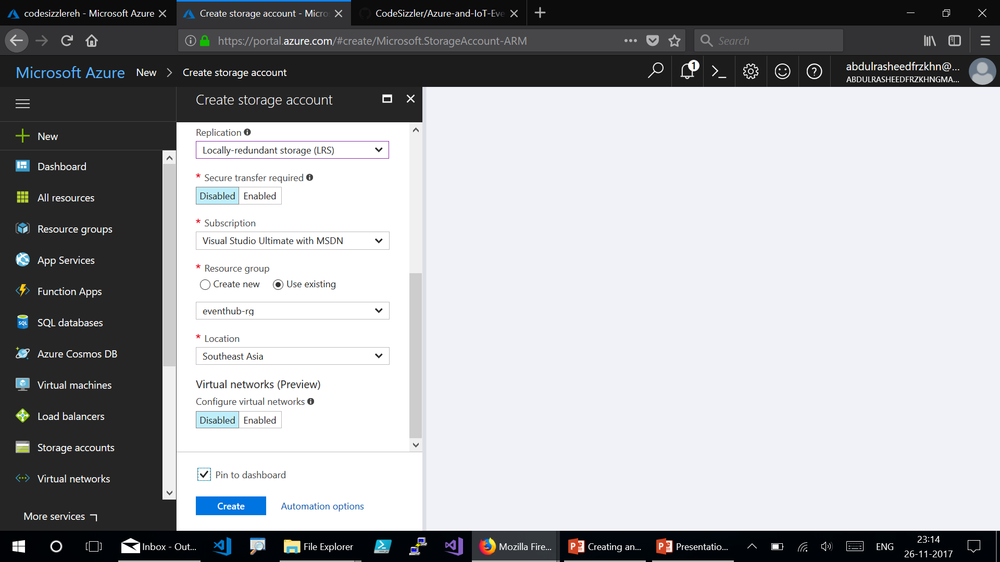 codesizzlereh - Microsoft Azure
Create storage account - Micro
CodeSizzler/Azure-and-IoT-Eve
https://portal.azure.com/#create/Microsoft.StorageAccount-ARM
Search
Microsoft Azure New > Create storage account
1
abdulrasheedfrzkhn@...
ABDULRASHEEDFRZKHNGMA...
New
Dashboard
All resources
Resource groups
App Services
Function Apps
SQL
SQL databases
Azure Cosmos DB
Virtual machines
Load balancers
Storage accounts
Virtual networks
More services
Create storage account
Replication
Locally-redundant storage (LRS)
* Secure transfer required
Disabled Enabled
* Subscription
Visual Studio Ultimate with MSDN
* Resource group
Create new Use existing
eventhub-rg
* Location
Southeast Asia
Virtual networks (Preview)
Configure virtual networks
Disabled Enabled
Pin to dashboard
Create Automation options
Inbox - Out...
File Explorer
Mozilla Fire...
Creating an...
Presentatio...
ENG
23:14
26-11-2017